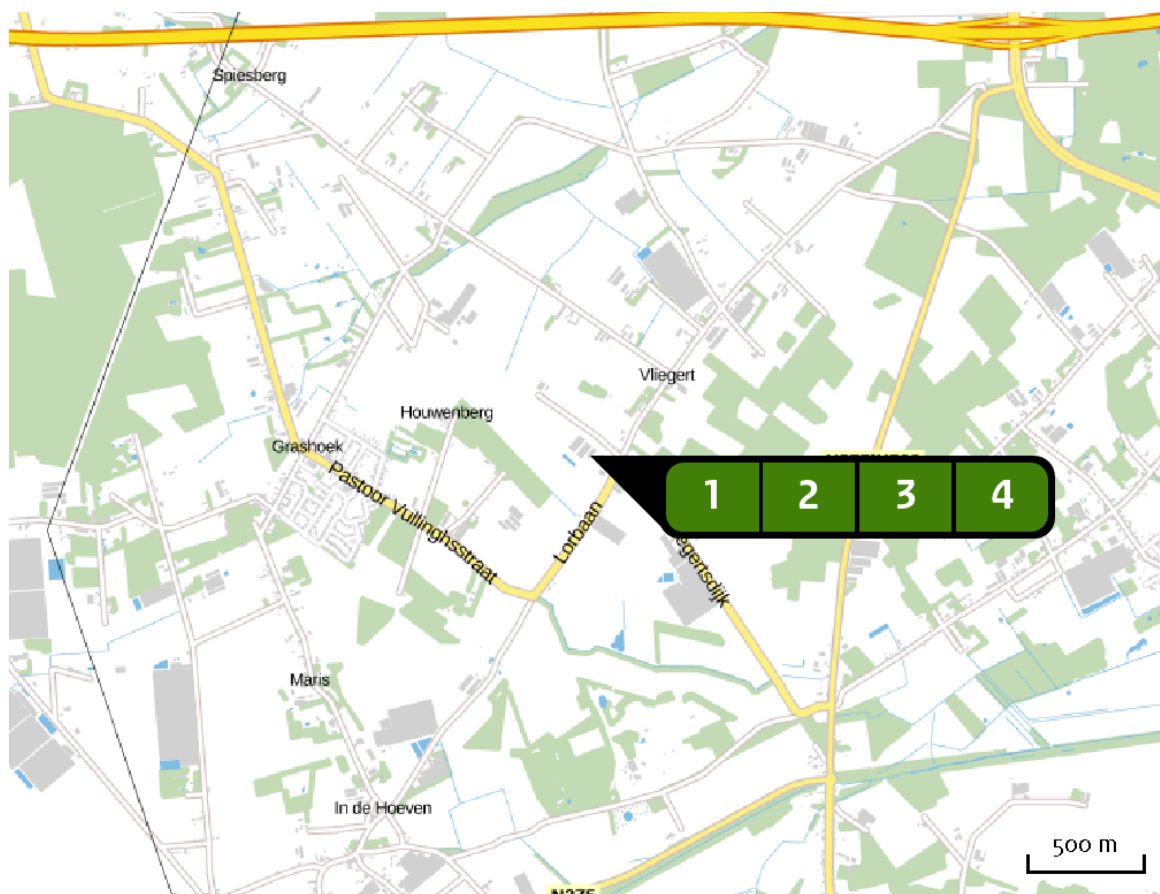 Spiesberg
Vliegert
Houwenberg
Grashoek
Pastoor Vullinghsstraat
Lorbaan
1 2 3 4
Maris
In de Hoeven
500 m